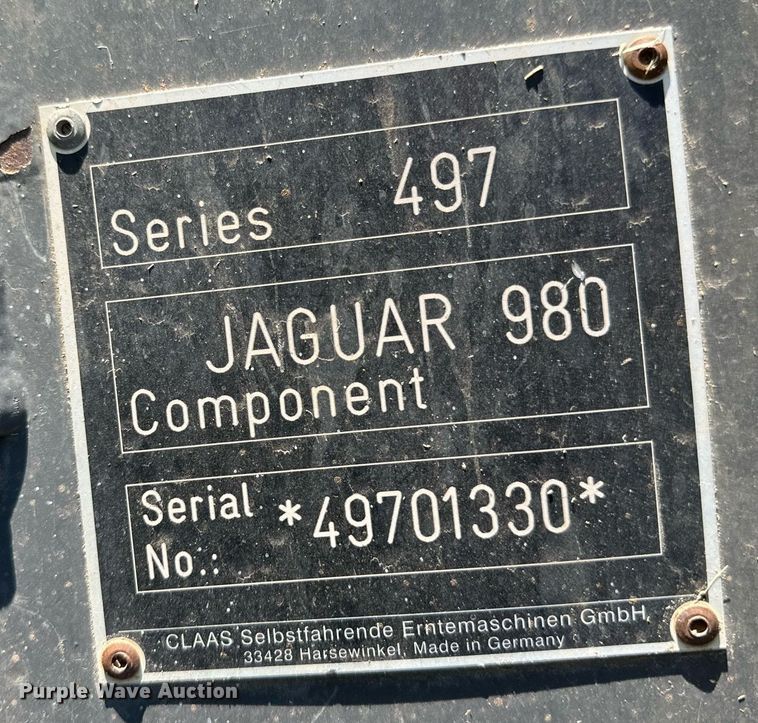 Series 497
JAGUAR 980
Component
Serial No.: *49701330*
CLAAS Selbstfahrende Erntemaschinen GmbH,
33428 Harsewinkel, Made in Germany
Purple Wave Auction